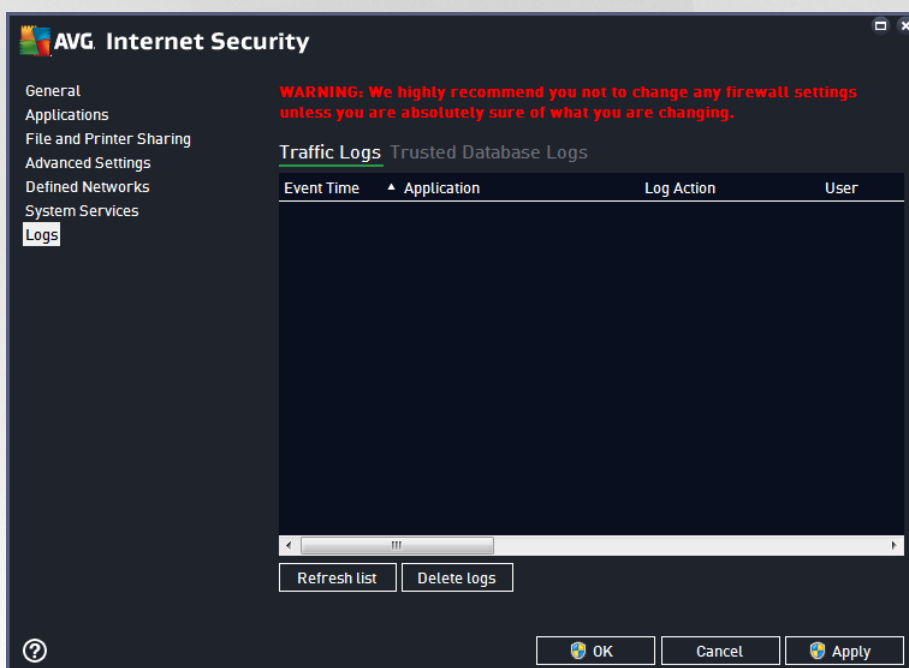 AVG. Internet Security
General
Applications
File and Printer Sharing
Advanced Settings
Defined Networks
System Services
Logs
WARNING: We highly recommend you not to change any firewall settings
unless you are absolutely sure of what you are changing.
Traffic Logs Trusted Database Logs
Event Time Application Log Action User
Refresh list Delete logs
OK Cancel Apply